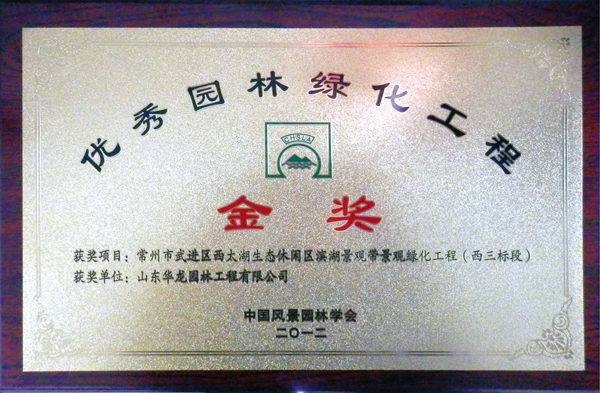 优秀园林绿化工程
CHSLA
金奖
获奖项目：常州市武进区西太湖生态休闲区滨湖景观带景观绿化工程（西三标段）
获奖单位：山东华龙园林工程有限公司
中国风景园林学会
二〇一二